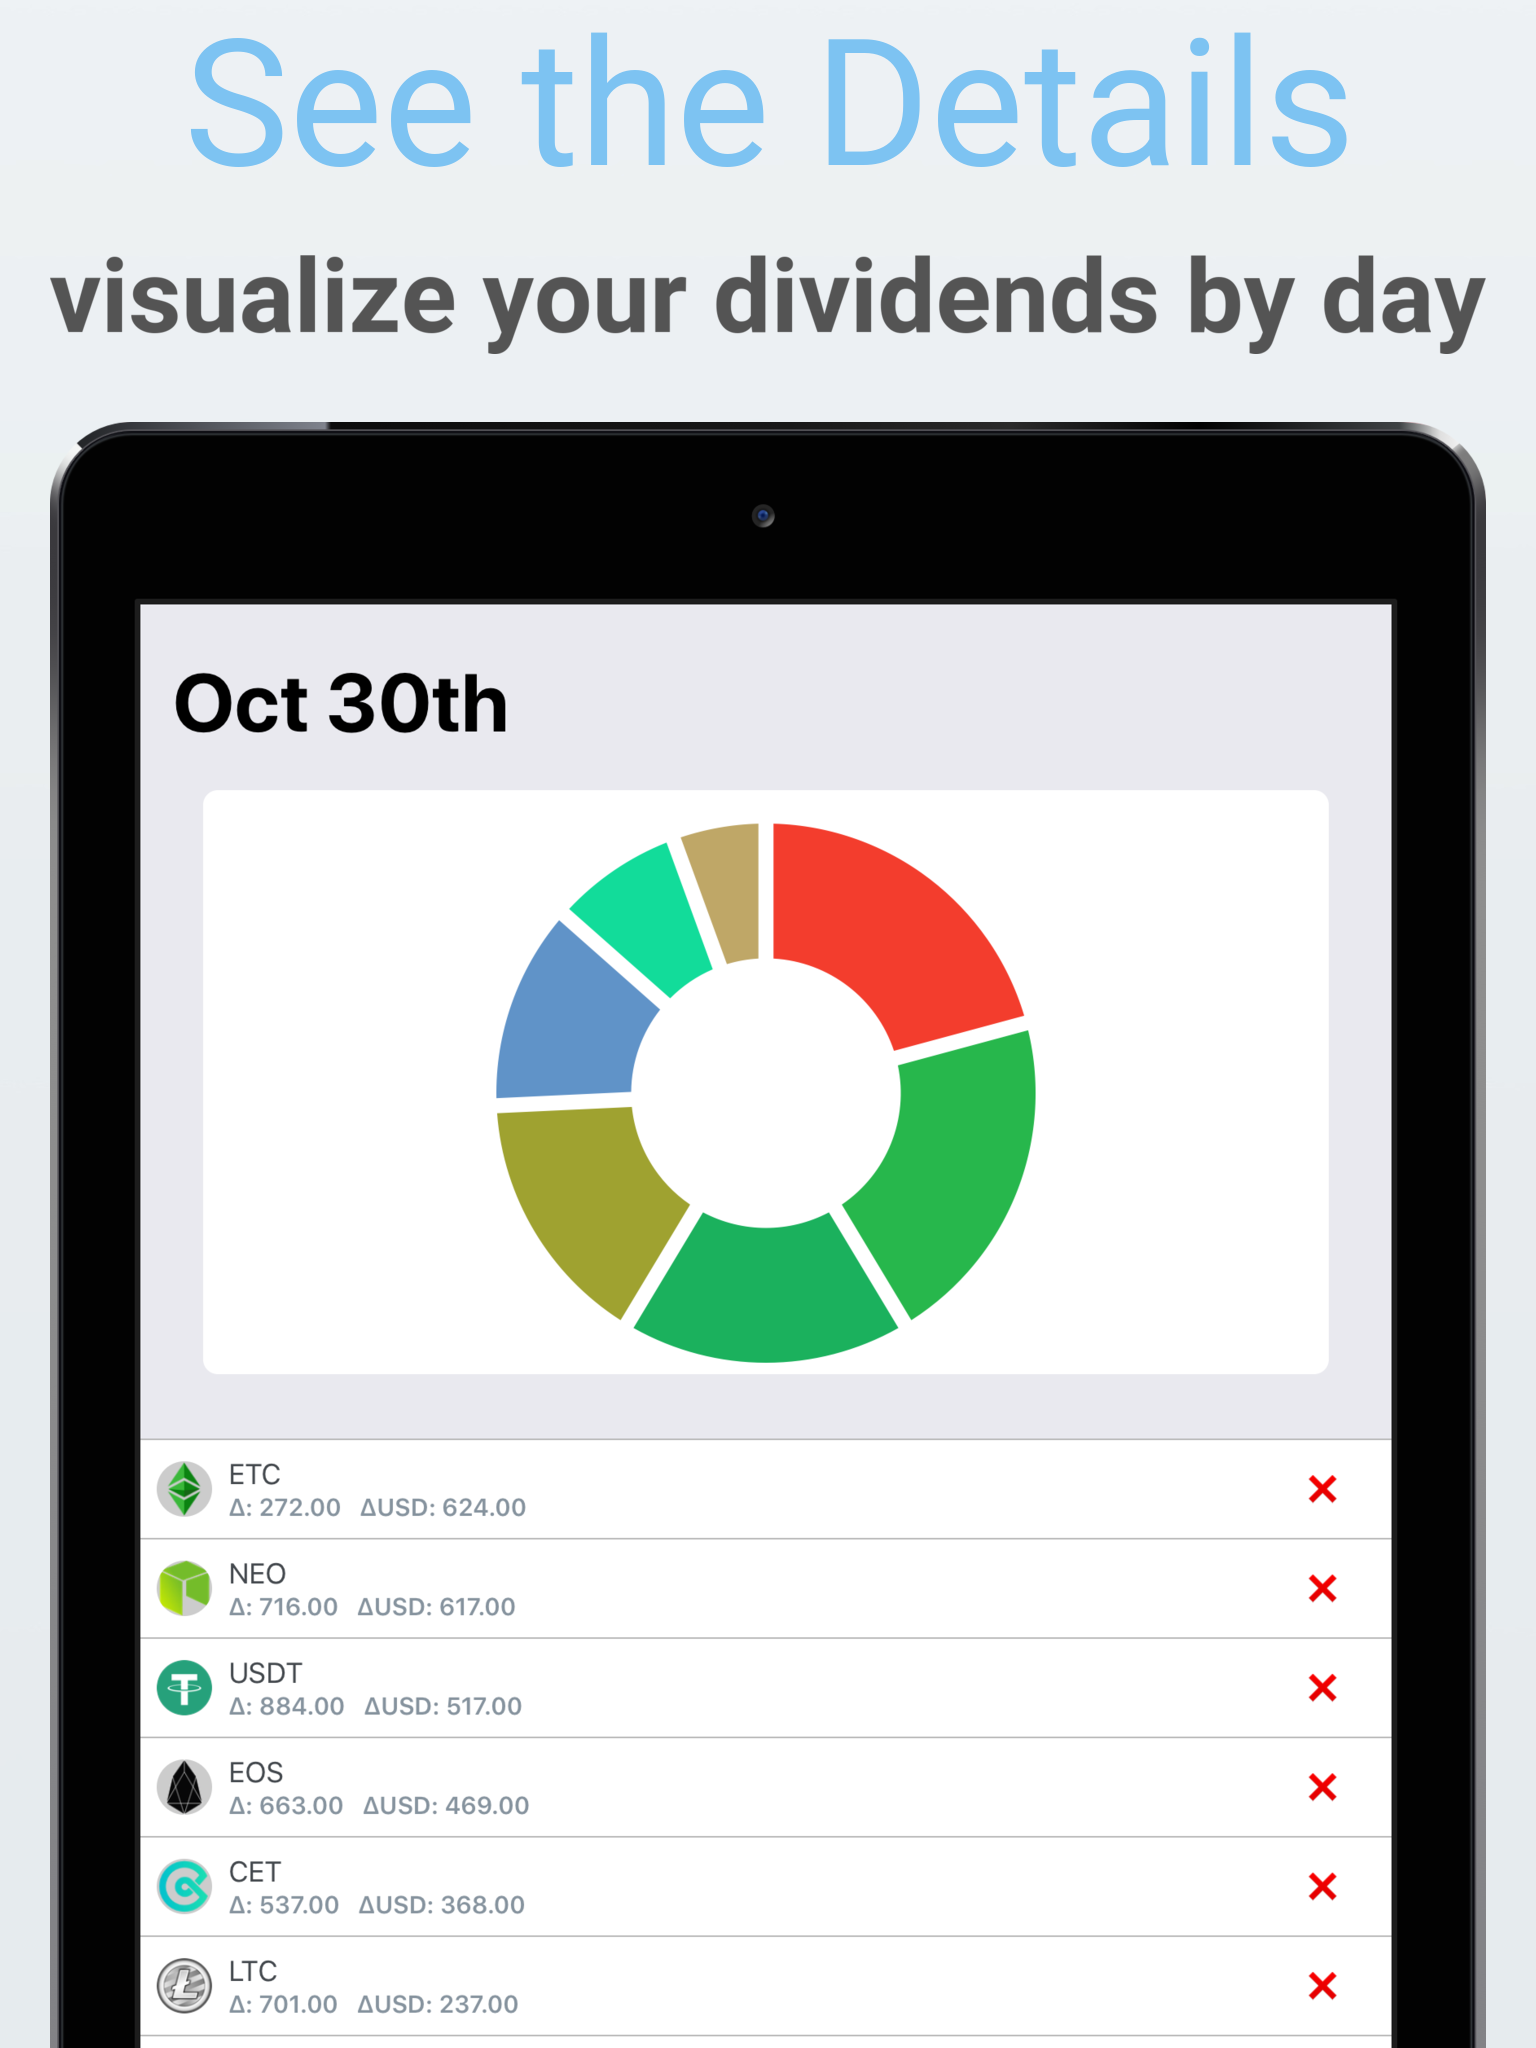 See the Details
visualize your dividends by day
Oct 30th
ETC
Δ: 272.00 ΔUSD: 624.00
NEO
Δ: 716.00 ΔUSD: 617.00
USDT
Δ: 884.00 ΔUSD: 517.00
EOS
Δ: 663.00 ΔUSD: 469.00
CET
Δ: 537.00 ΔUSD: 368.00
LTC
Δ: 701.00 ΔUSD: 237.00